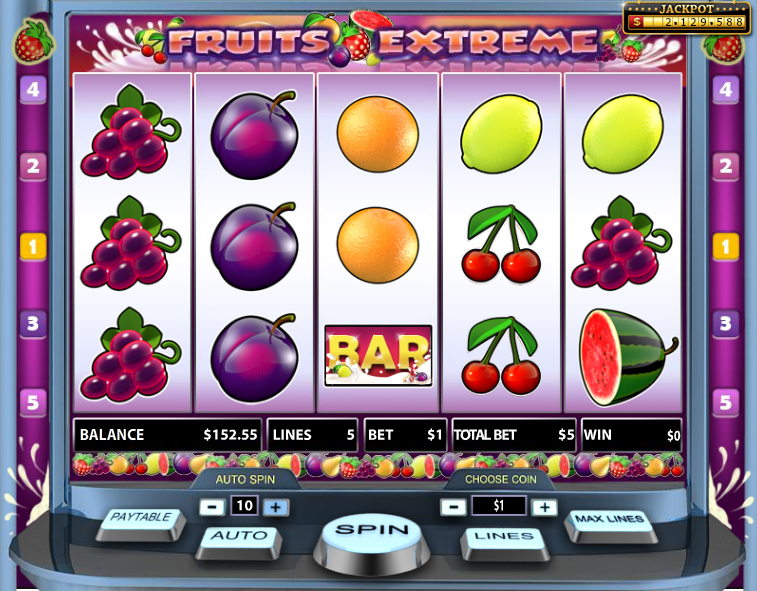 JACKPOT
$ 2.129.588
FRUITS EXTREME
4 4
2 2
1 1
3 3
BAR
5 5
BALANCE $152.55 LINES 5 BET $1 TOTAL BET $5 WIN $0
AUTO SPIN CHOOSE COIN
- 10 + - $1 +
PAYTABLE AUTO SPIN LINES MAX LINES